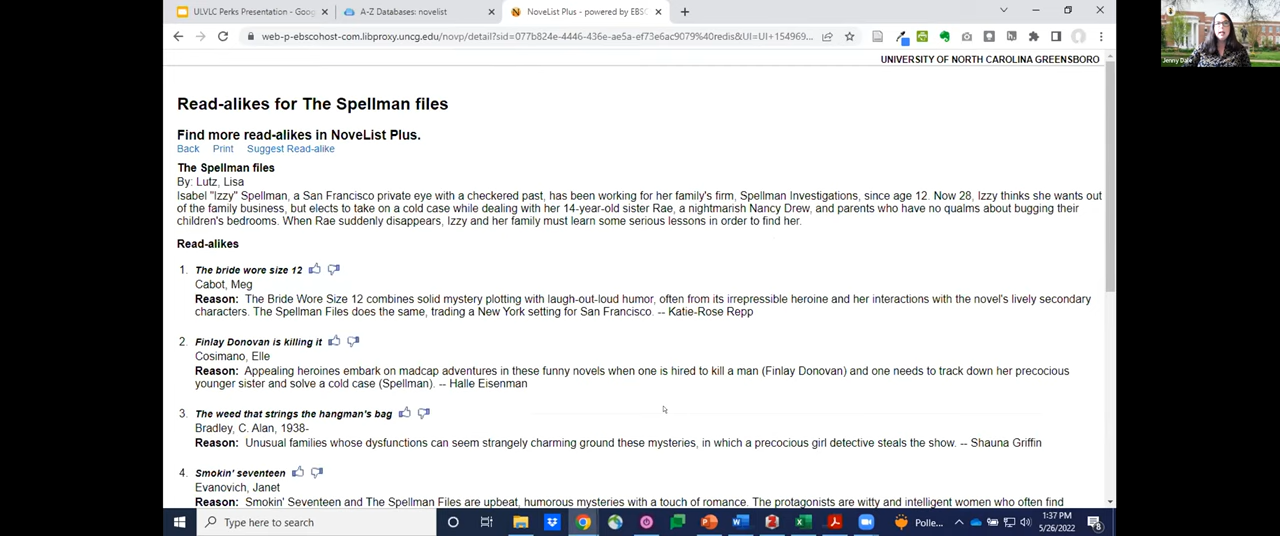 ULVLC Perks Presentation - Goog
A-Z Databases: novelist
NoveList Plus - powered by EBSC
web-p-ebscohost-com.libproxy.uncg.edu/novp/detail?sid=077b824e-4446-436e-ae5a-ef73e6ac9079%40redis&UI=UI+154969...
Jenny Dale
UNIVERSITY OF NORTH CAROLINA GREENSBORO
Read-alikes for The Spellman files
Find more read-alikes in NoveList Plus.
Back Print Suggest Read-alike
The Spellman files
By: Lutz, Lisa
Isabel "Izzy" Spellman, a San Francisco private eye with a checkered past, has been working for her family's firm, Spellman Investigations, since age 12. Now 28, Izzy thinks she wants out
of the family business, but elects to take on a cold case while dealing with her 14-year-old sister Rae, a nightmarish Nancy Drew, and parents who have no qualms about bugging their
children's bedrooms. When Rae suddenly disappears, Izzy and her family must learn some serious lessons in order to find her.
Read-alikes
1. The bride wore size 12
Cabot, Meg
Reason: The Bride Wore Size 12 combines solid mystery plotting with laugh-out-loud humor, often from its irrepressible heroine and her interactions with the novel's lively secondary
characters. The Spellman Files does the same, trading a New York setting for San Francisco. -- Katie-Rose Repp
2. Finlay Donovan is killing it
Cosimano, Elle
Reason: Appealing heroines embark on madcap adventures in these funny novels when one is hired to kill a man (Finlay Donovan) and one needs to track down her precocious
younger sister and solve a cold case (Spellman). -- Halle Eisenman
3. The weed that strings the hangman's bag
Bradley, C. Alan, 1938-
Reason: Unusual families whose dysfunctions can seem strangely charming ground these mysteries, in which a precocious girl detective steals the show. -- Shauna Griffin
4. Smokin' seventeen
Evanovich, Janet
Reason: Smokin' Seventeen and The Spellman Files are upbeat, humorous mysteries with a touch of romance. The protagonists are witty and intelligent women who often find
Type here to search
Polle...
1:37 PM
5/26/2022
8